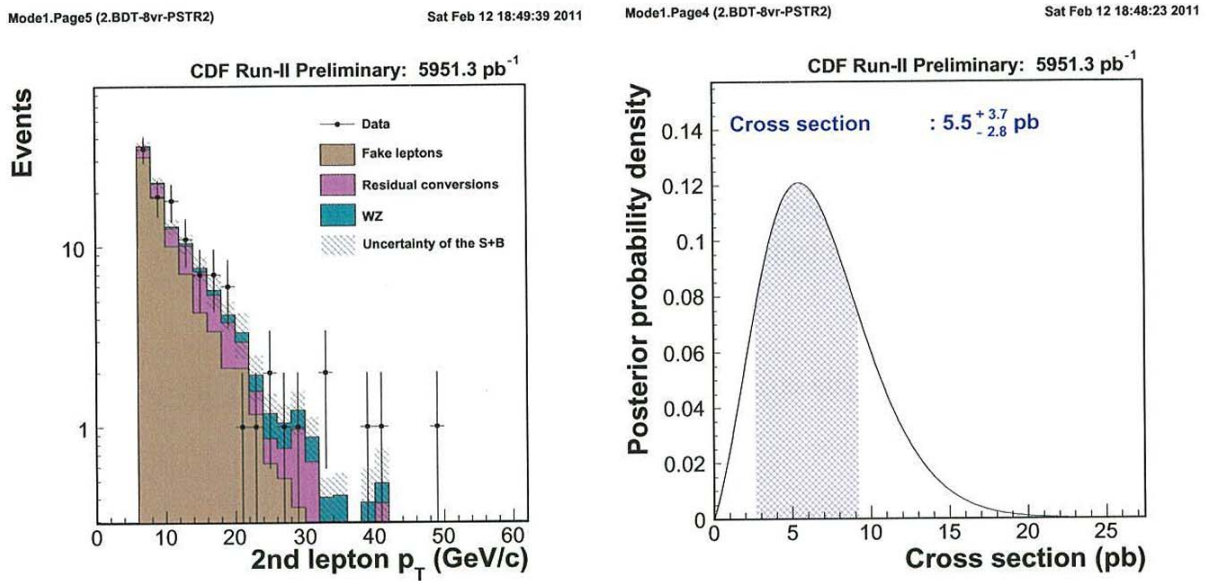 Mode1.Page5 (2.BDT-8vr-PSTR2)
Sat Feb 12 18:49:39 2011
CDF Run-II Preliminary: 5951.3 pb⁻¹
Events
Data
Fake leptons
Residual conversions
WZ
Uncertainty of the S+B
10
1
0 10 20 30 40 50 60
2nd lepton p_T (GeV/c)
Mode1.Page4 (2.BDT-8vr-PSTR2)
Sat Feb 12 18:48:23 2011
CDF Run-II Preliminary: 5951.3 pb⁻¹
Cross section : 5.5 + 3.7 - 2.8 pb
Posterior probability density
0.14
0.12
0.1
0.08
0.06
0.04
0.02
0
0 5 10 15 20 25
Cross section (pb)